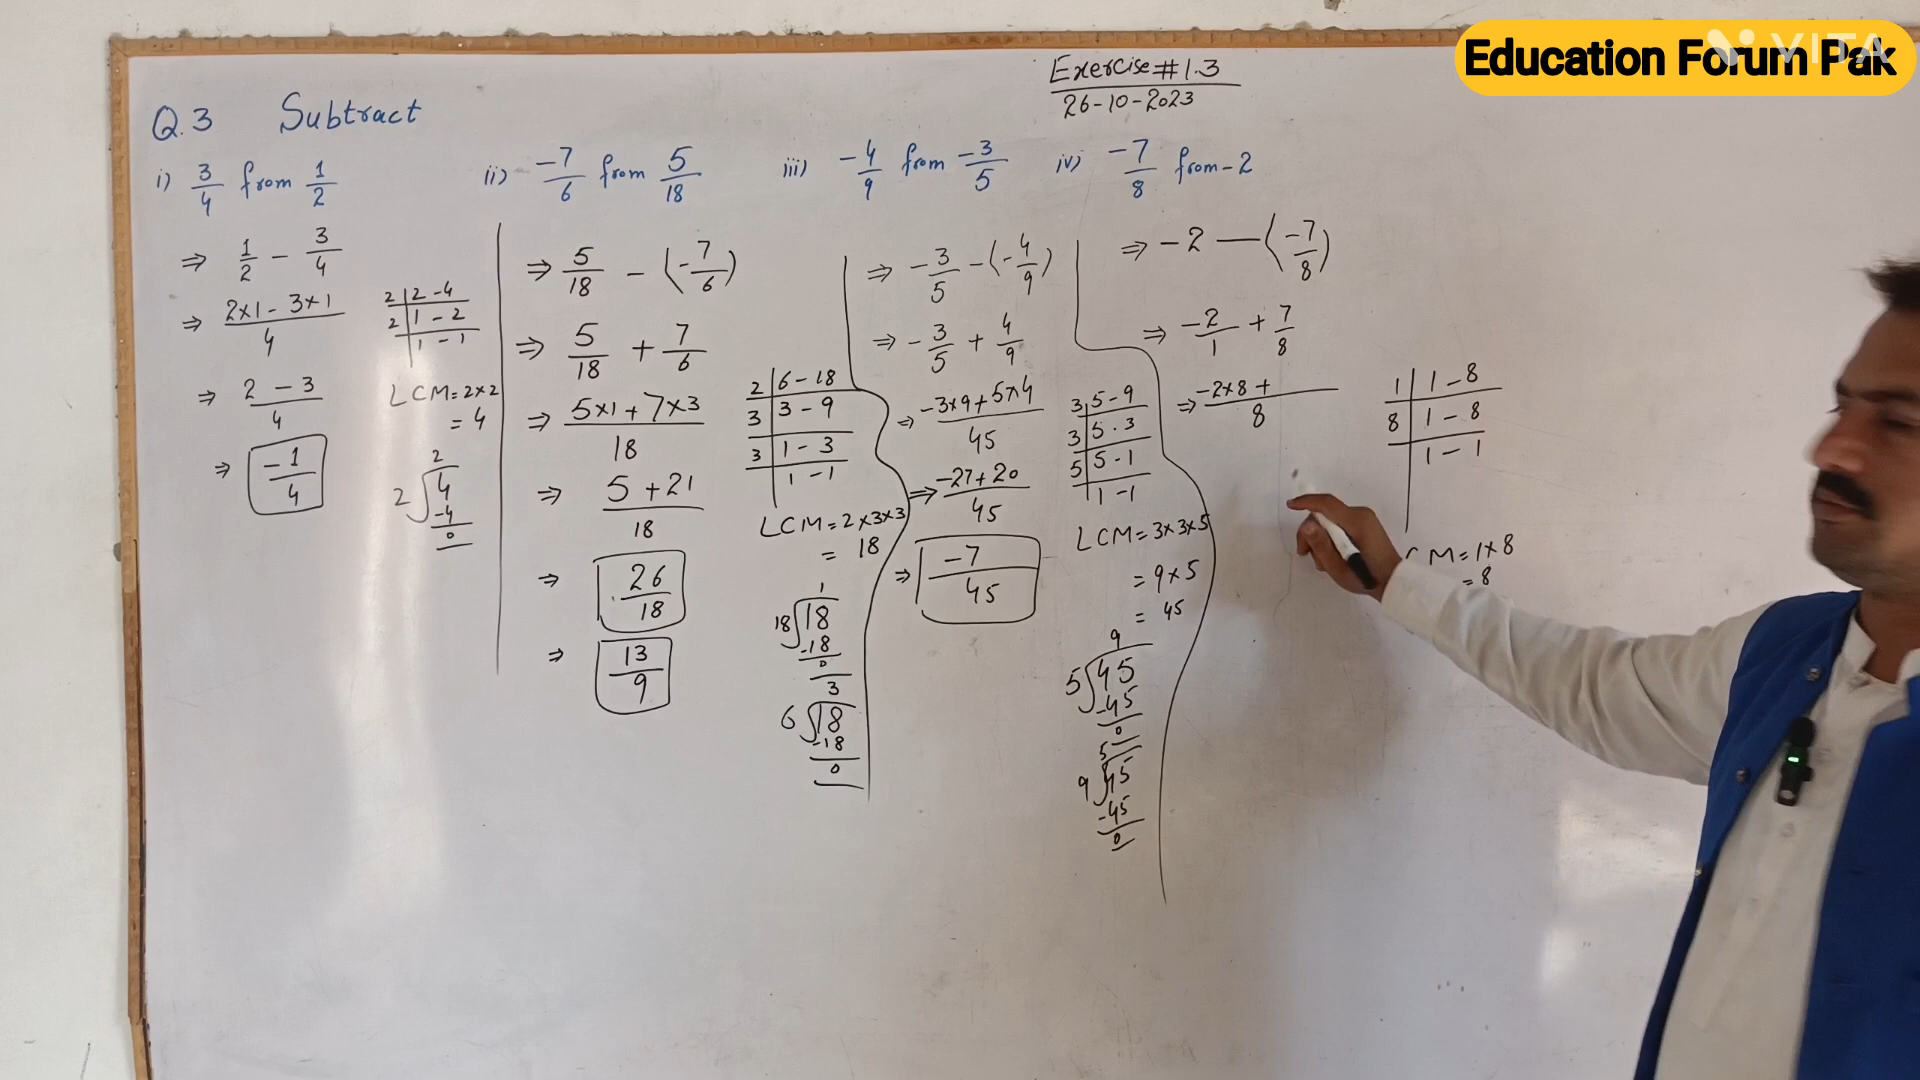 Education Forum Pak
VITA
Exercise #1.3
26-10-2023
Q.3 Subtract
i) 3/4 from 1/2
⇒ 1/2 - 3/4
⇒ 2×1 - 3×1 / 4
⇒ 2 - 3 / 4
⇒ -1/4
2 | 2 - 4
2 | 1 - 2
1 - 1
LCM = 2×2
= 4
2
2 4
-4
0
ii) -7/6 from 5/18
⇒ 5/18 - (-7/6)
⇒ 5/18 + 7/6
⇒ 5×1 + 7×3 / 18
⇒ 5 + 21 / 18
⇒ 26/18
⇒ 13/9
2 | 6 - 18
3 | 3 - 9
3 | 1 - 3
1 - 1
LCM = 2×3×3
= 18
1
18 18
-18
0
3
6 18
-18
0
iii) -4/9 from -3/5
⇒ -3/5 - (-4/9)
⇒ -3/5 + 4/9
⇒ -3×9 + 5×4 / 45
⇒ -27 + 20 / 45
⇒ -7/45
3 | 5 - 9
3 | 5 . 3
5 | 5 - 1
1 - 1
LCM = 3×3×5
= 9×5
= 45
9
5 45
-45
0
5
9 45
-45
0
iv) -7/8 from -2
⇒ -2 — (-7/8)
⇒ -2/1 + 7/8
⇒ -2×8 + / 8
1 | 1 - 8
8 | 1 - 8
1 - 1
CM = 1×8
= 8